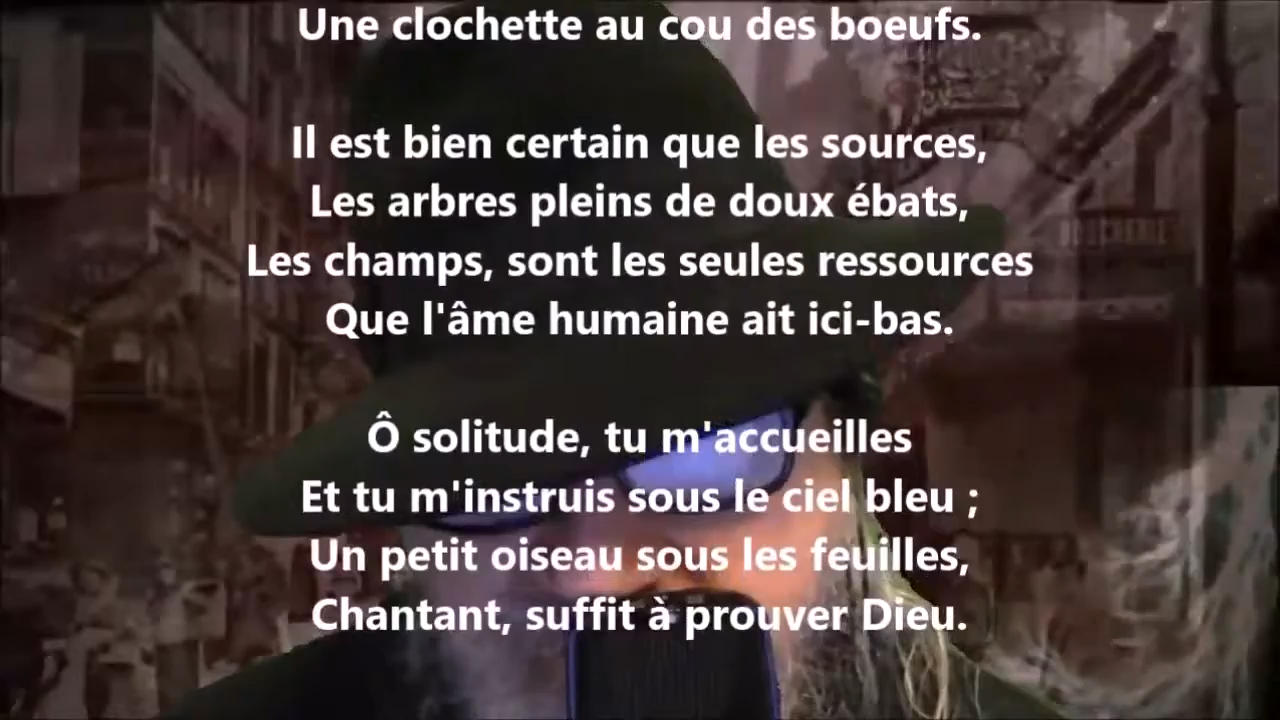 Une clochette au cou des boeufs.
Il est bien certain que les sources,
Les arbres pleins de doux ébats,
Les champs, sont les seules ressources
Que l'âme humaine ait ici-bas.
Ô solitude, tu m'accueilles
Et tu m'instruis sous le ciel bleu ;
Un petit oiseau sous les feuilles,
Chantant, suffit à prouver Dieu.